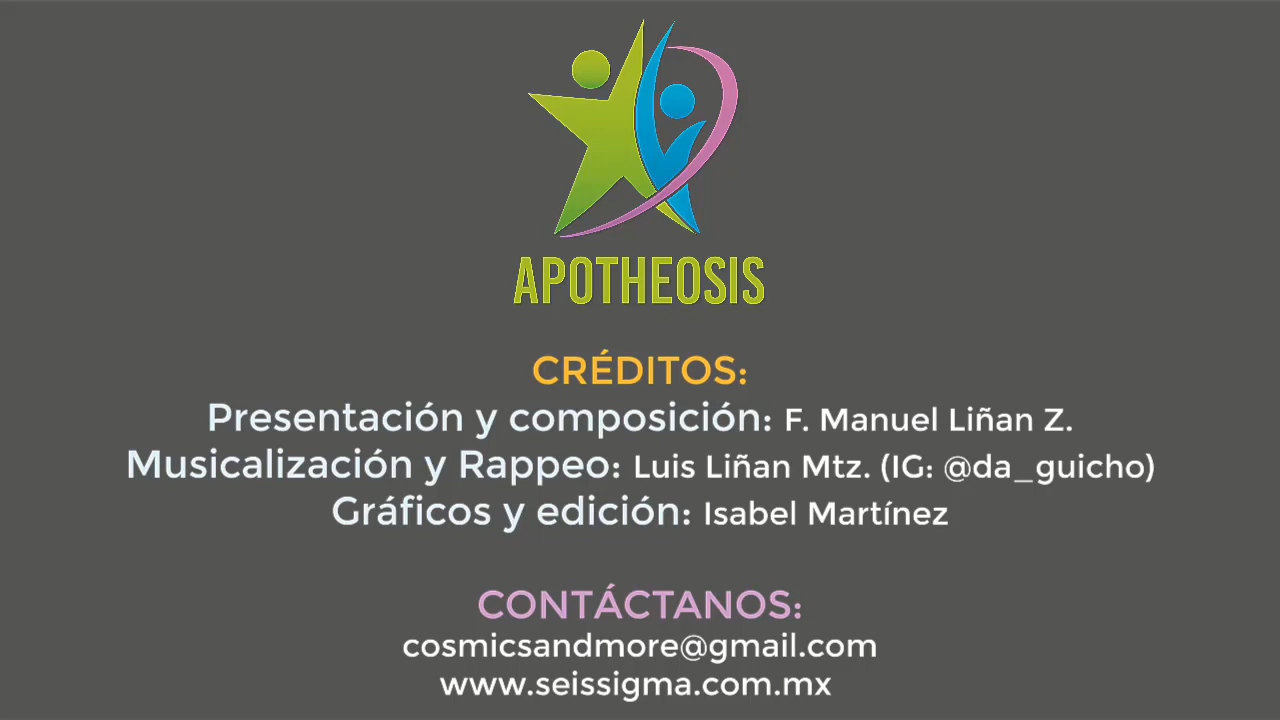 APOTHEOSIS
CRÉDITOS:
Presentación y composición: F. Manuel Liñan Z.
Musicalización y Rappeo: Luis Liñan Mtz. (IG: @da_guicho)
Gráficos y edición: Isabel Martínez
CONTÁCTANOS:
cosmicsandmore@gmail.com
www.seissigma.com.mx